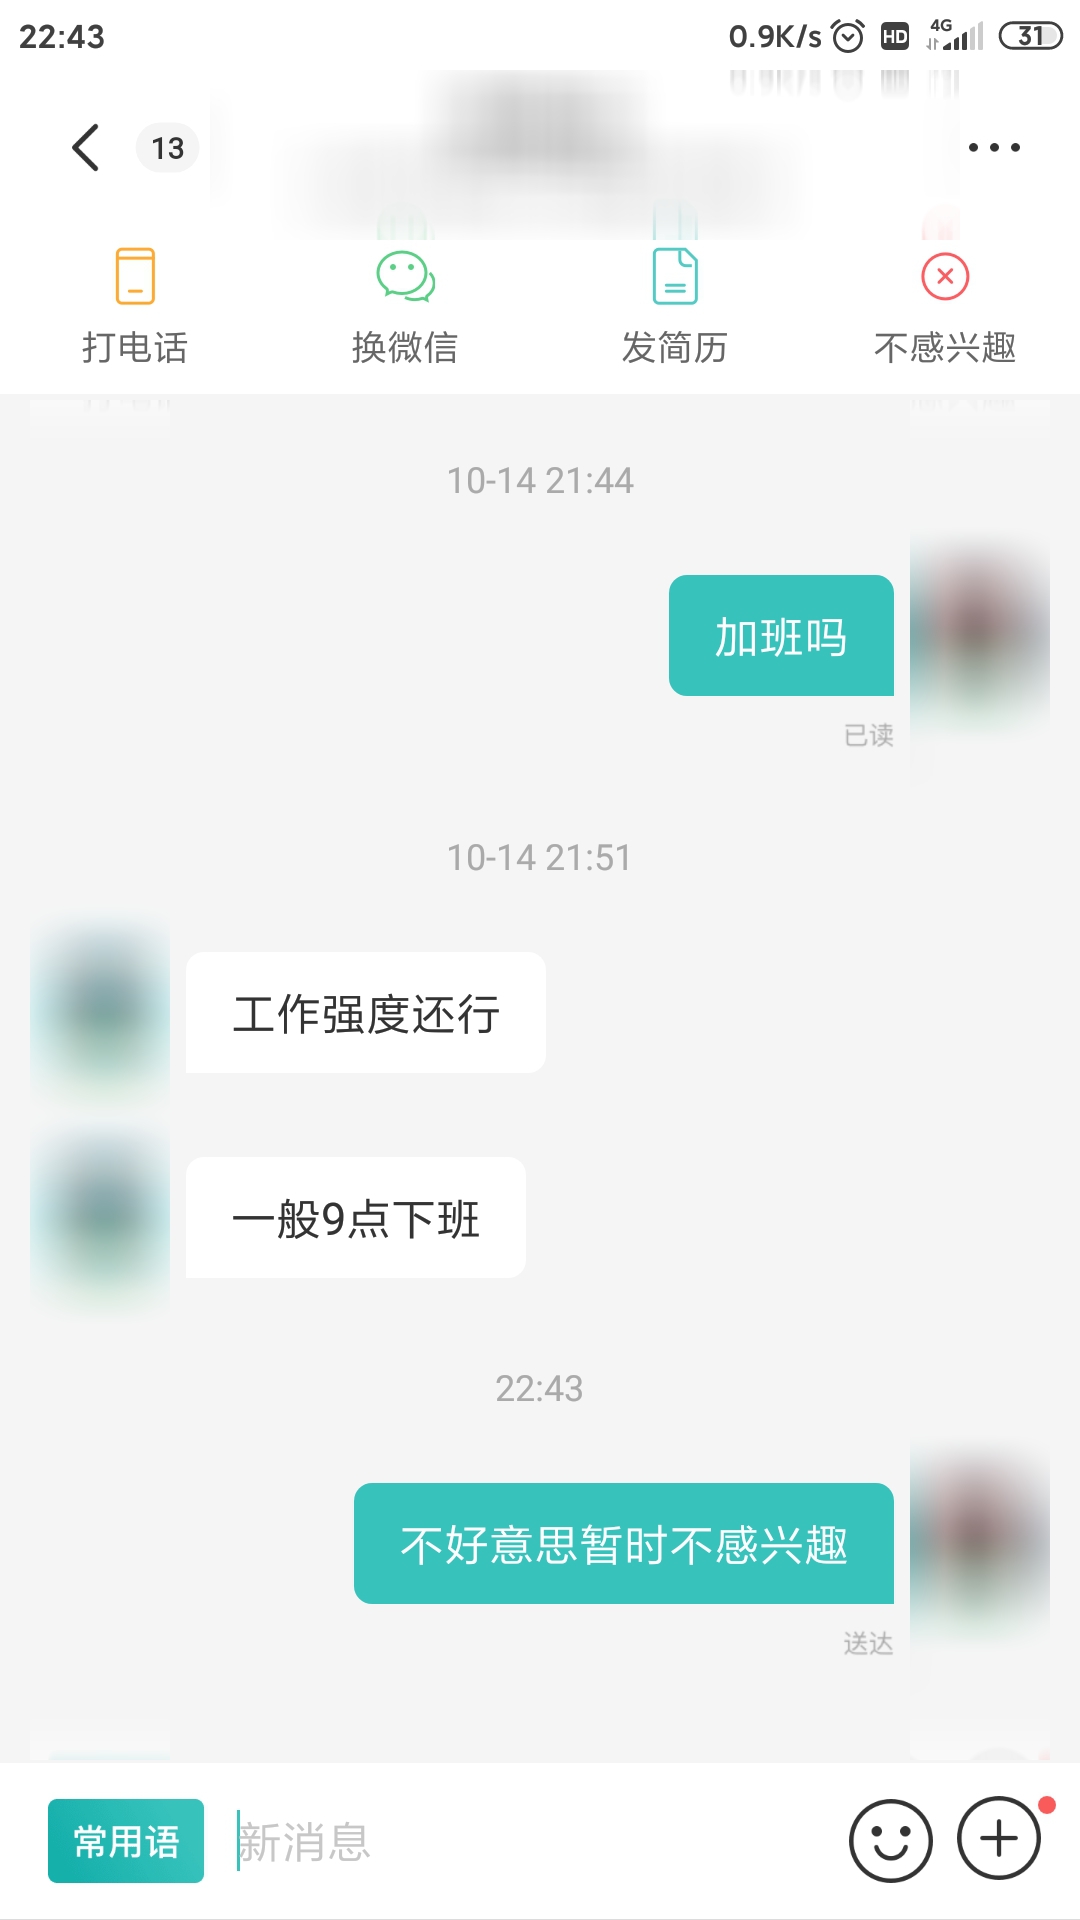 22:43 0.9K/s HD 4G 31
13
打电话 换微信 发简历 不感兴趣
10-14 21:44
加班吗
已读
10-14 21:51
工作强度还行
一般9点下班
22:43
不好意思暂时不感兴趣
送达
常用语 新消息